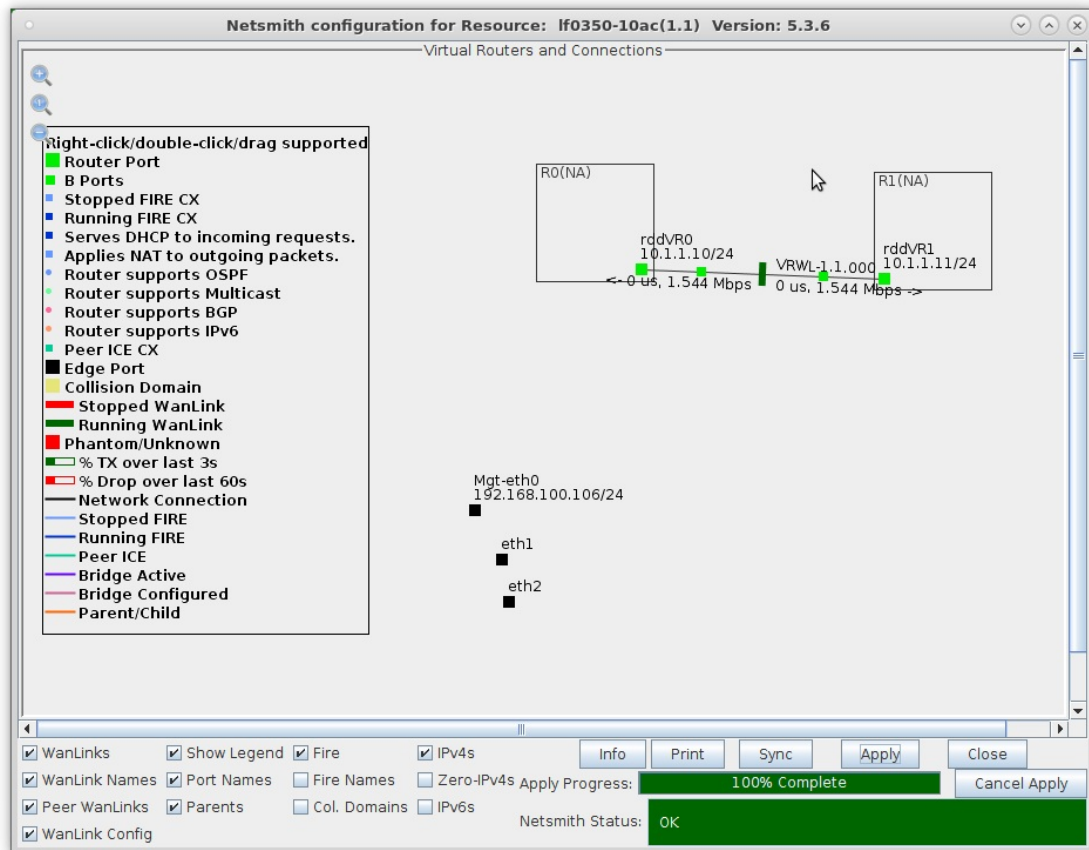 Netsmith configuration for Resource: lf0350-10ac(1.1) Version: 5.3.6
Virtual Routers and Connections
Right-click/double-click/drag supported
Router Port
B Ports
Stopped FIRE CX
Running FIRE CX
Serves DHCP to incoming requests.
Applies NAT to outgoing packets.
Router supports OSPF
Router supports Multicast
Router supports BGP
Router supports IPv6
Peer ICE CX
Edge Port
Collision Domain
Stopped WanLink
Running WanLink
Phantom/Unknown
% TX over last 3s
% Drop over last 60s
Network Connection
Stopped FIRE
Running FIRE
Peer ICE
Bridge Active
Bridge Configured
Parent/Child
R0(NA)
R1(NA)
rddVR0
10.1.1.10/24
<- 0 us, 1.544 Mbps
VRWL-1.1.000
0 us, 1.544 Mbps ->
rddVR1
10.1.1.11/24
Mgt-eth0
192.168.100.106/24
eth1
eth2
WanLinks Show Legend Fire IPv4s Info Print Sync Apply Close
WanLink Names Port Names Fire Names Zero-IPv4s Apply Progress: 100% Complete Cancel Apply
Peer WanLinks Parents Col. Domains IPv6s
Netsmith Status: OK
WanLink Config